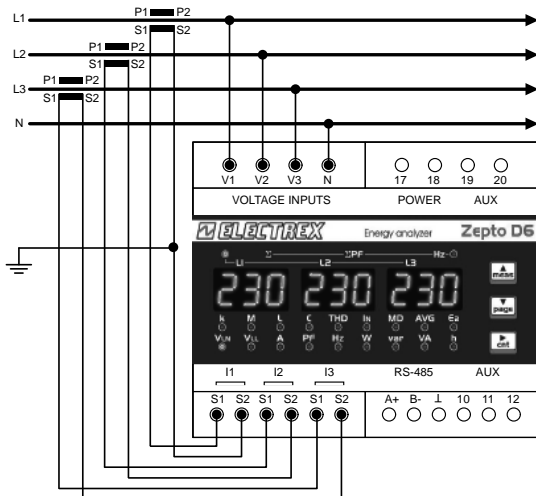 P1 P2
L1
S1 S2
P1 P2
L2
S1 S2
P1 P2
L3
S1 S2
N
V1 V2 V3 N 17 18 19 20
VOLTAGE INPUTS POWER AUX
ELECTREX Energy analyzer Zepto D6
Σ ΣPF Hz
L1 L2 L3
230 230 230
meas
page
cnt
k M L C THD IN MD AVG Ea
VLN VLL A PF Hz W var VA h
I1 I2 I3 RS-485 AUX
S1 S2 S1 S2 S1 S2 A+ B- ⊥ 10 11 12